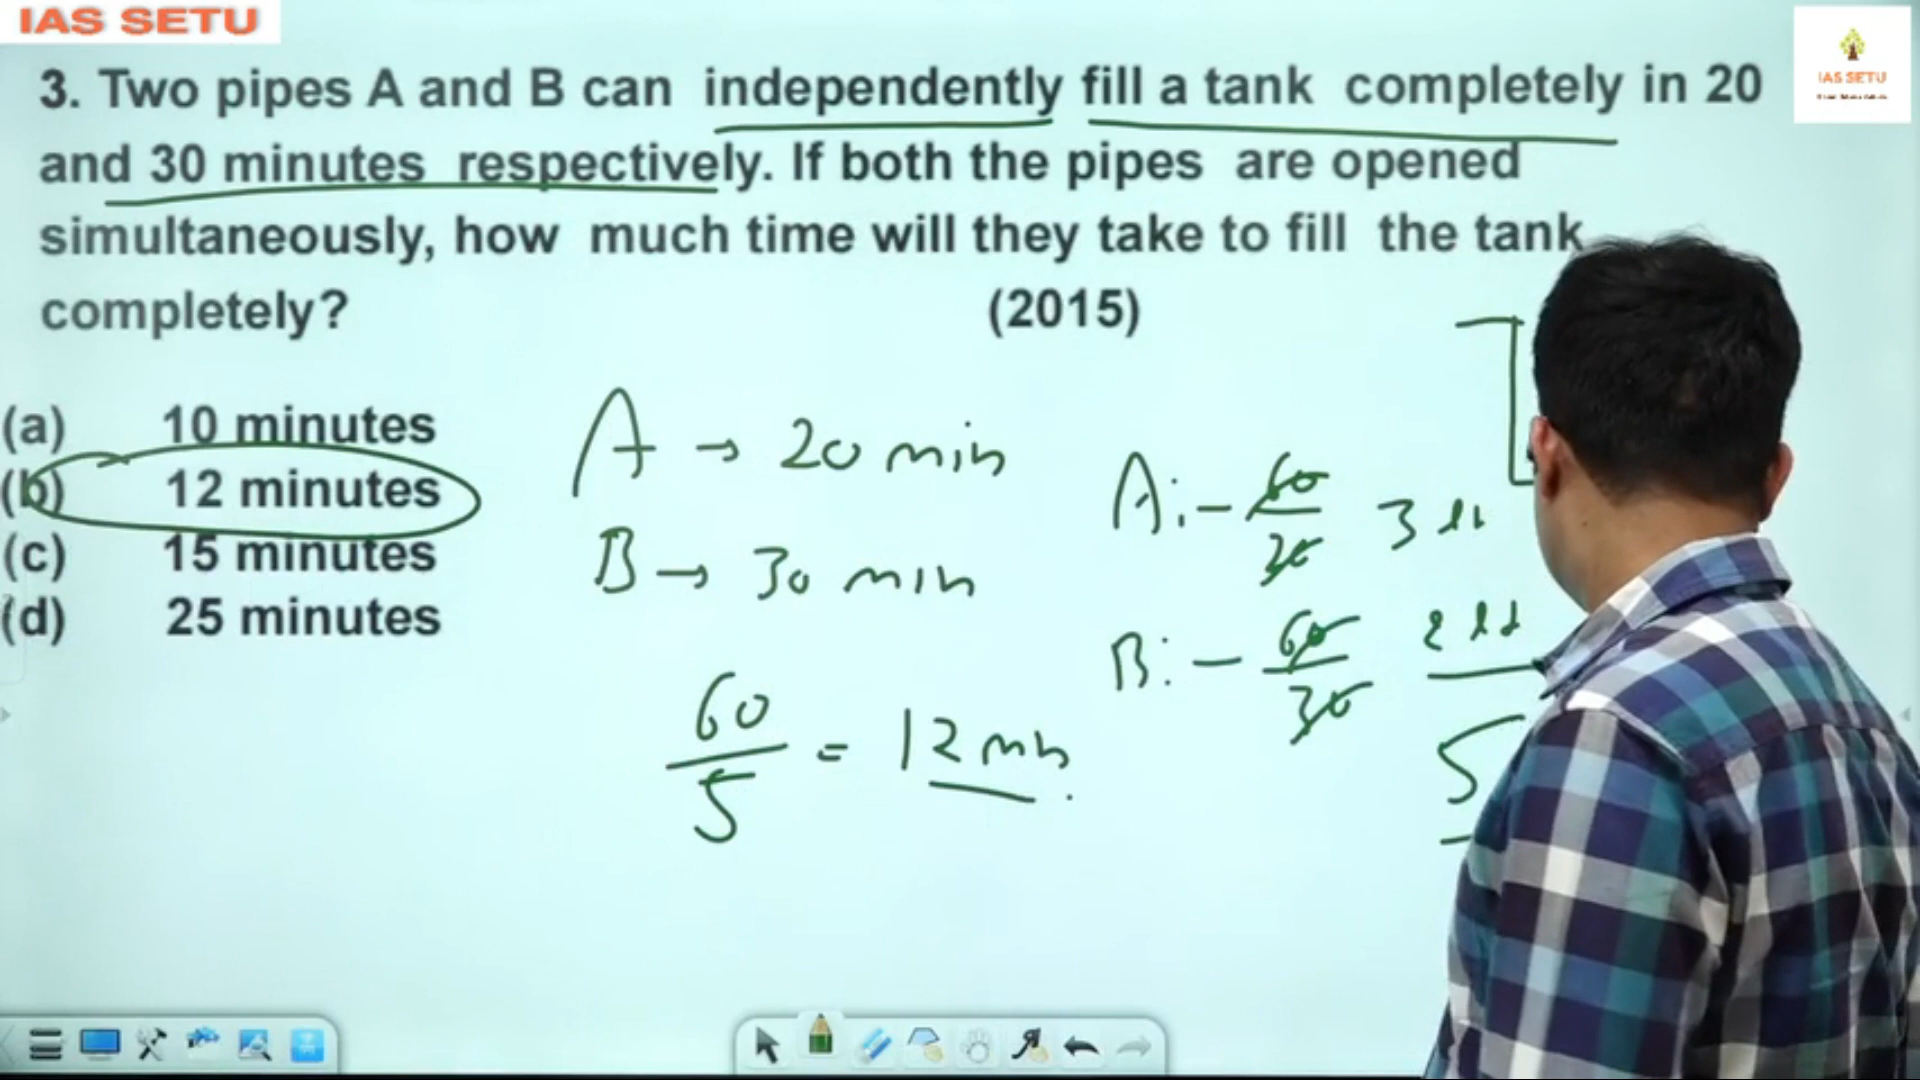 IAS SETU
IAS SETU
3. Two pipes A and B can independently fill a tank completely in 20
and 30 minutes respectively. If both the pipes are opened
simultaneously, how much time will they take to fill the tank
completely? (2015)
(a) 10 minutes
(b) 12 minutes
(c) 15 minutes
(d) 25 minutes
A → 20 min
B → 30 min
60/5 = 12 min.
A:- 60/20 3 lt
B:- 60/30 2 lt
5